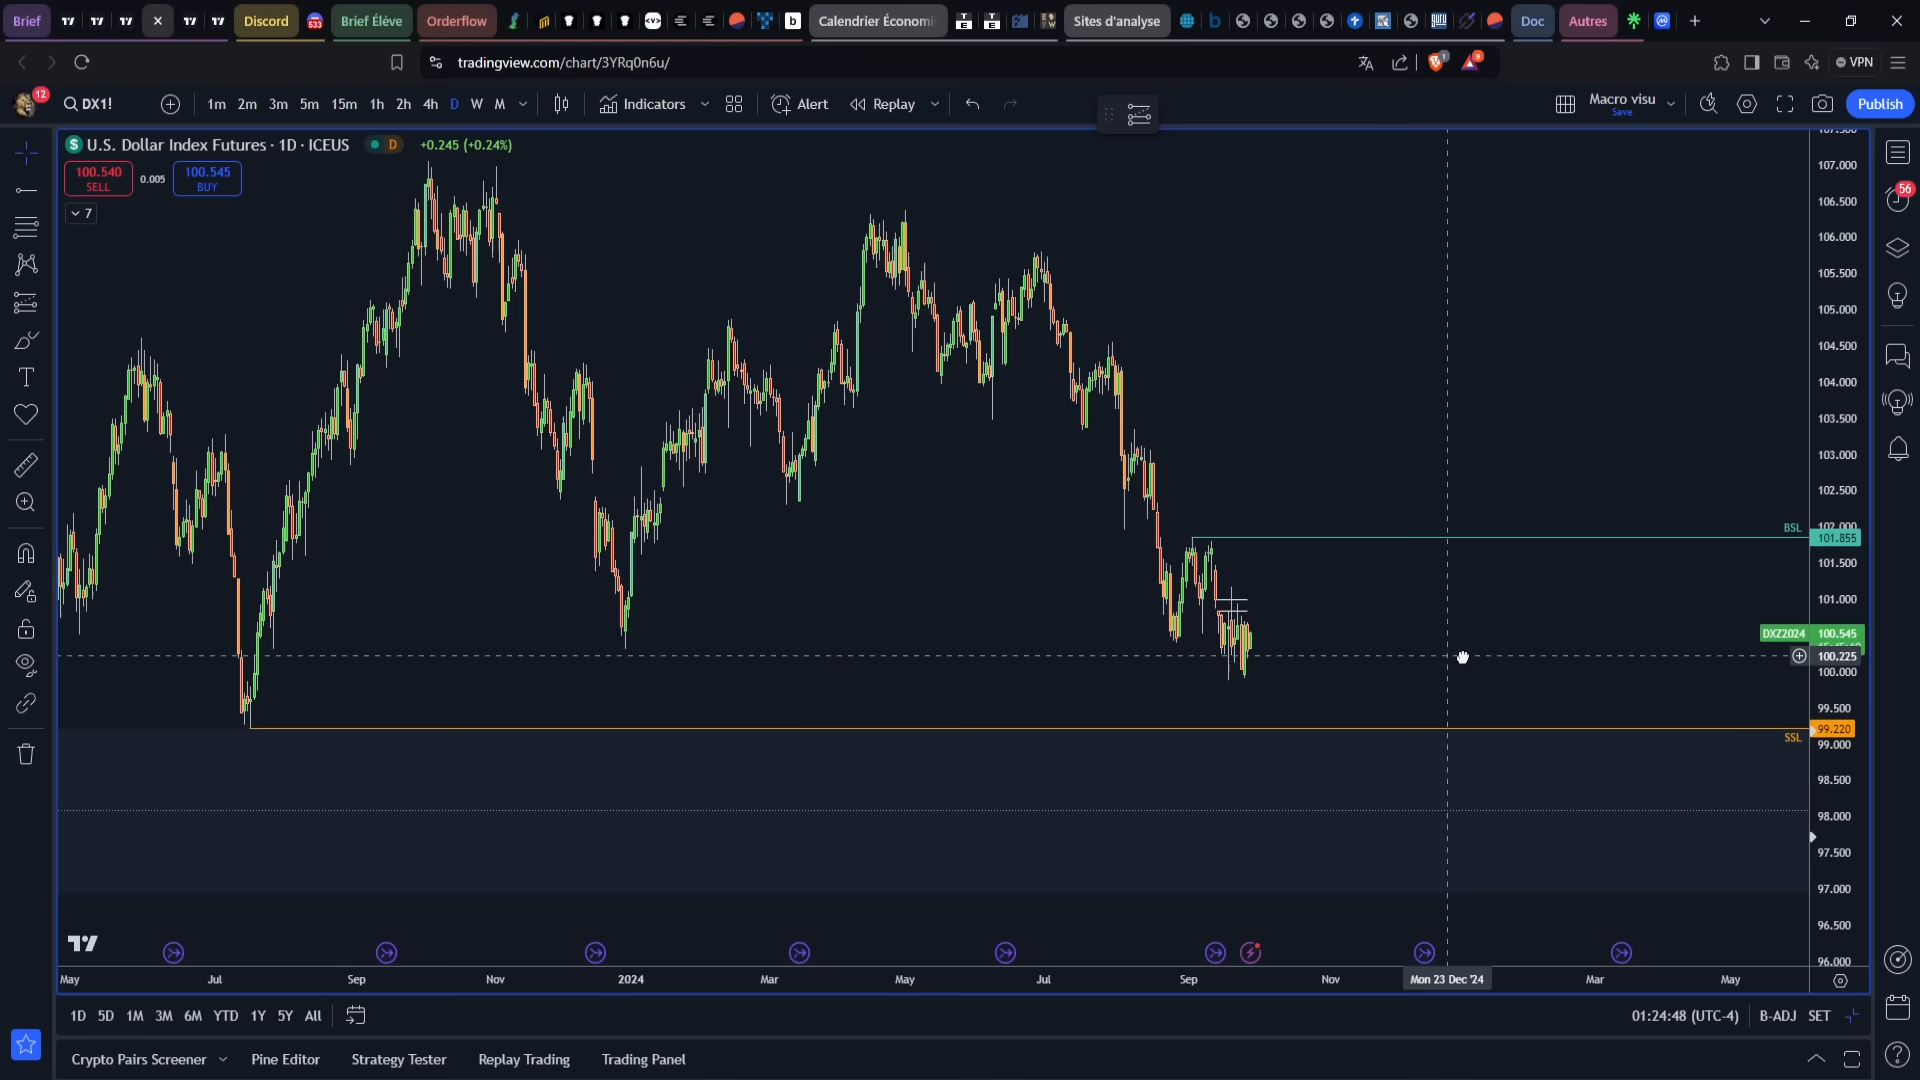 Brief
Discord
533
Brief Élève
Orderflow
Calendrier Économi
Sites d'analyse
Doc
Autres
tradingview.com/chart/3YRq0n6u/
1
9
VPN
12
DX1!
1m 2m 3m 5m 15m 1h 2h 4h D W M
Indicators
Alert
Replay
Macro visu
Save
Publish
U.S. Dollar Index Futures · 1D · ICEUS
D
+0.245 (+0.24%)
100.540
SELL
0.005
100.545
BUY
7
56
107.000
106.500
106.000
105.500
105.000
104.500
104.000
103.500
103.000
102.500
102.000
BSL
101.855
101.500
101.000
DXZ2024 100.545
100.225
100.000
99.500
99.220
SSL
99.000
98.500
98.000
97.500
97.000
96.500
96.000
May Jul Sep Nov 2024 Mar May Jul Sep Nov Mon 23 Dec '24 Mar May
1D 5D 1M 3M 6M YTD 1Y 5Y All
01:24:48 (UTC-4) B-ADJ SET
Crypto Pairs Screener Pine Editor Strategy Tester Replay Trading Trading Panel